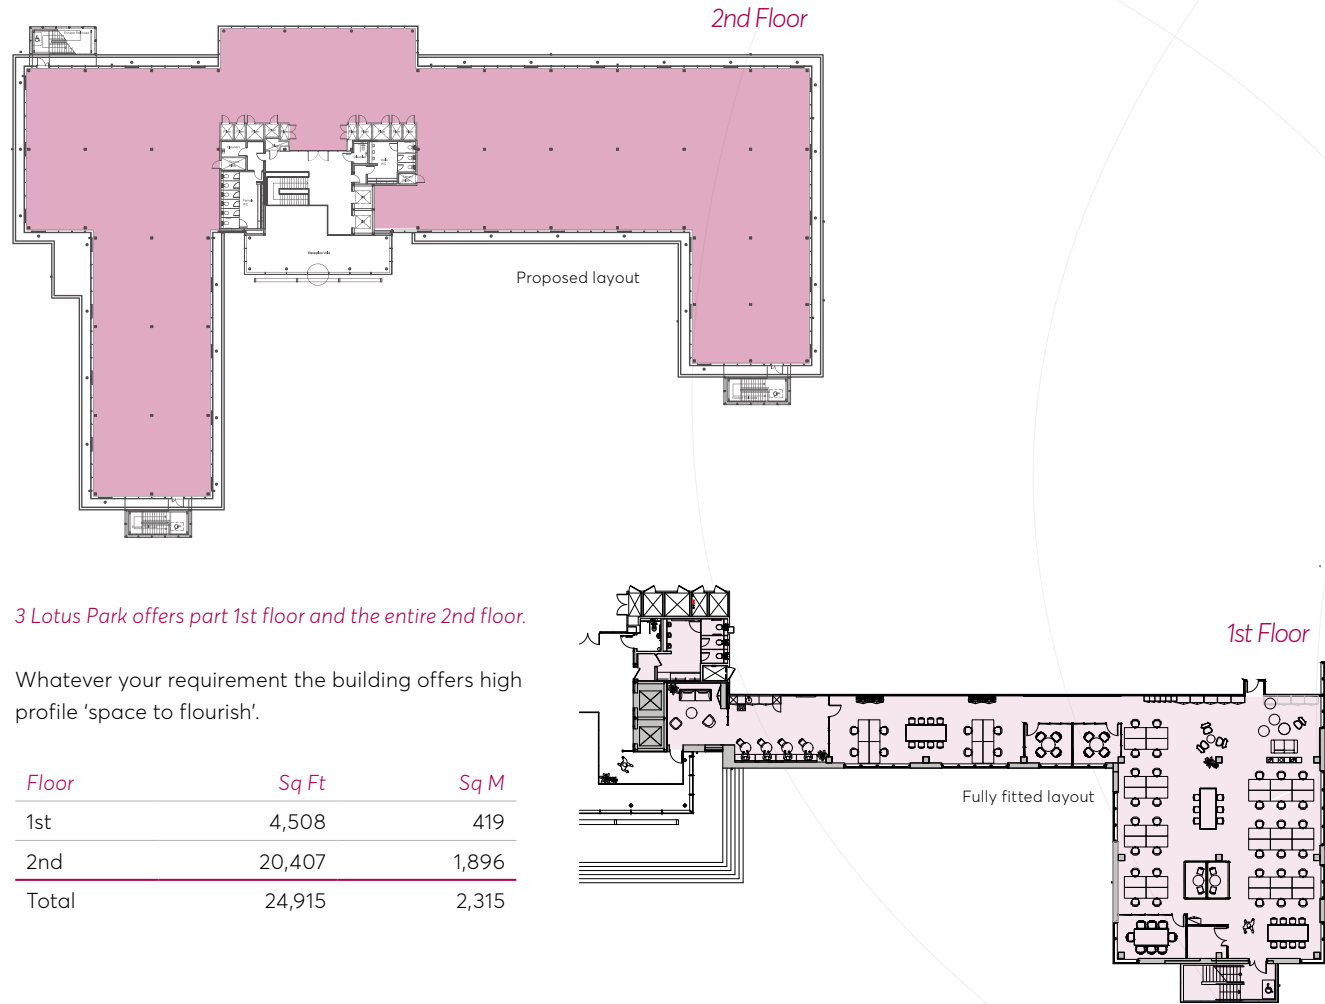 2nd Floor
Proposed layout
3 Lotus Park offers part 1st floor and the entire 2nd floor.
Whatever your requirement the building offers high
profile ‘space to flourish’.
Floor Sq Ft Sq M
1st 4,508 419
2nd 20,407 1,896
Total 24,915 2,315
1st Floor
Fully fitted layout